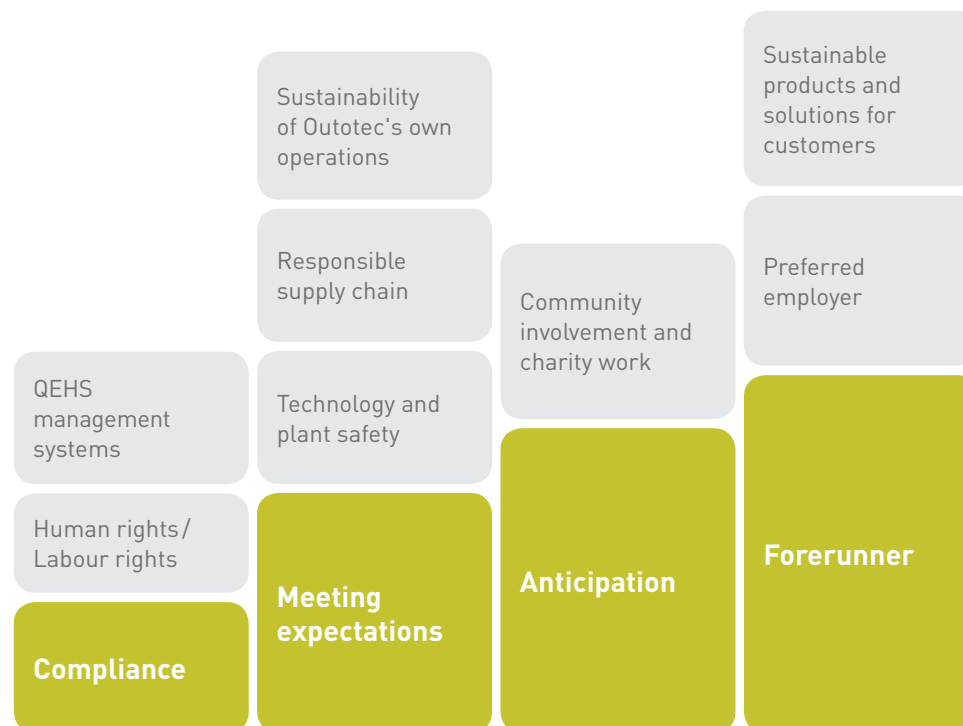 QEHS
management
systems
Human rights/
Labour rights
Compliance
Sustainability
of Outotec's own
operations
Responsible
supply chain
Technology and
plant safety
Meeting
expectations
Community
involvement and
charity work
Anticipation
Sustainable
products and
solutions for
customers
Preferred
employer
Forerunner